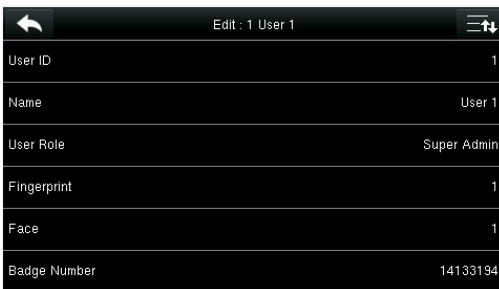 Edit : 1 User 1
User ID 1
Name User 1
User Role Super Admin
Fingerprint 1
Face 1
Badge Number 14133194